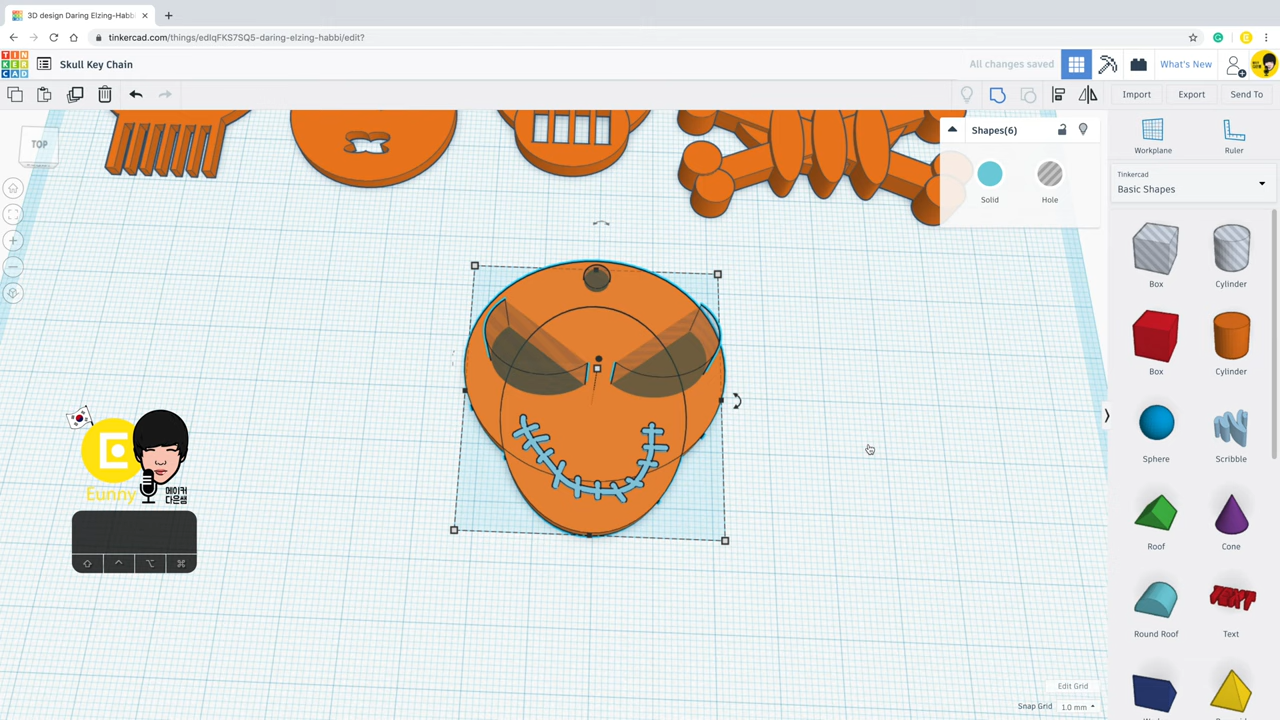 3D design Daring Elzing-Habbi
tinkercad.com/things/edIqFKS7SQ5-daring-elzing-habbi/edit?
E
TIN
KER
CAD
Skull Key Chain
All changes saved
What's New
Import
Export
Send To
TOP
Shapes(6)
Solid
Hole
Workplane
Ruler
Tinkercad
Basic Shapes
Box
Cylinder
Box
Cylinder
Sphere
Scribble
Roof
Cone
TEXT
Round Roof
Text
E
Eunny
메이커
다은쌤
Edit Grid
Snap Grid
1.0 mm